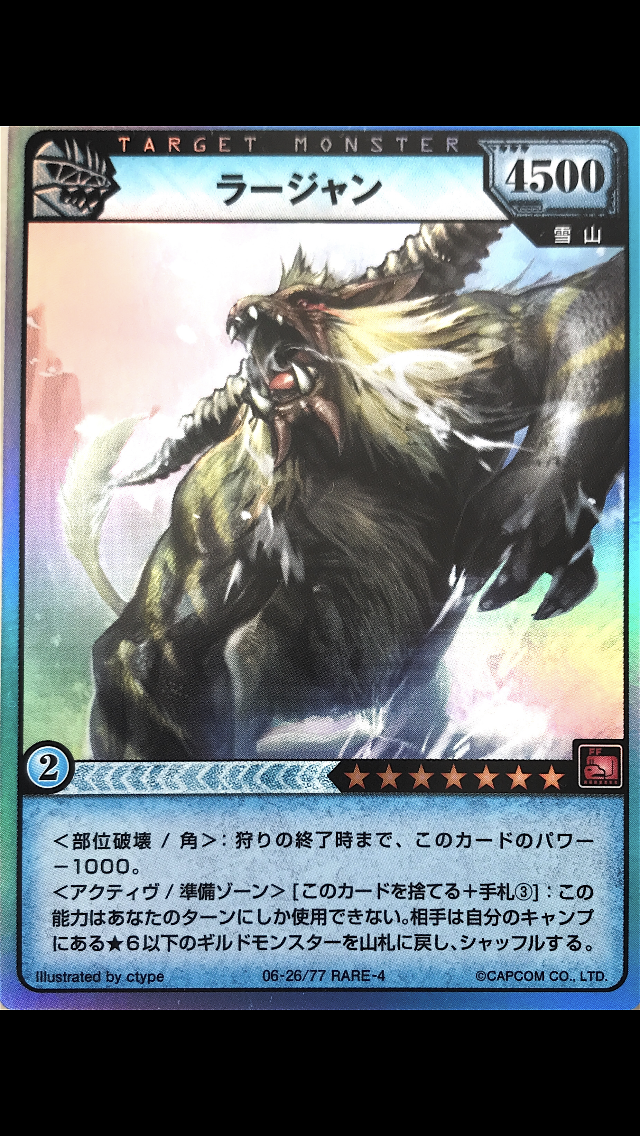 TARGET MONSTER
ラージャン
4500
雪山
2
FF
★★★★★★★
<部位破壊 / 角>：狩りの終了時まで、このカードのパワー
−1000。
<アクティヴ / 準備ゾーン> [このカードを捨てる＋手札③]：この
能力はあなたのターンにしか使用できない。相手は自分のキャンプ
にある★６以下のギルドモンスターを山札に戻し、シャッフルする。
Illustrated by ctype 06-26/77 RARE-4 ©CAPCOM CO., LTD.